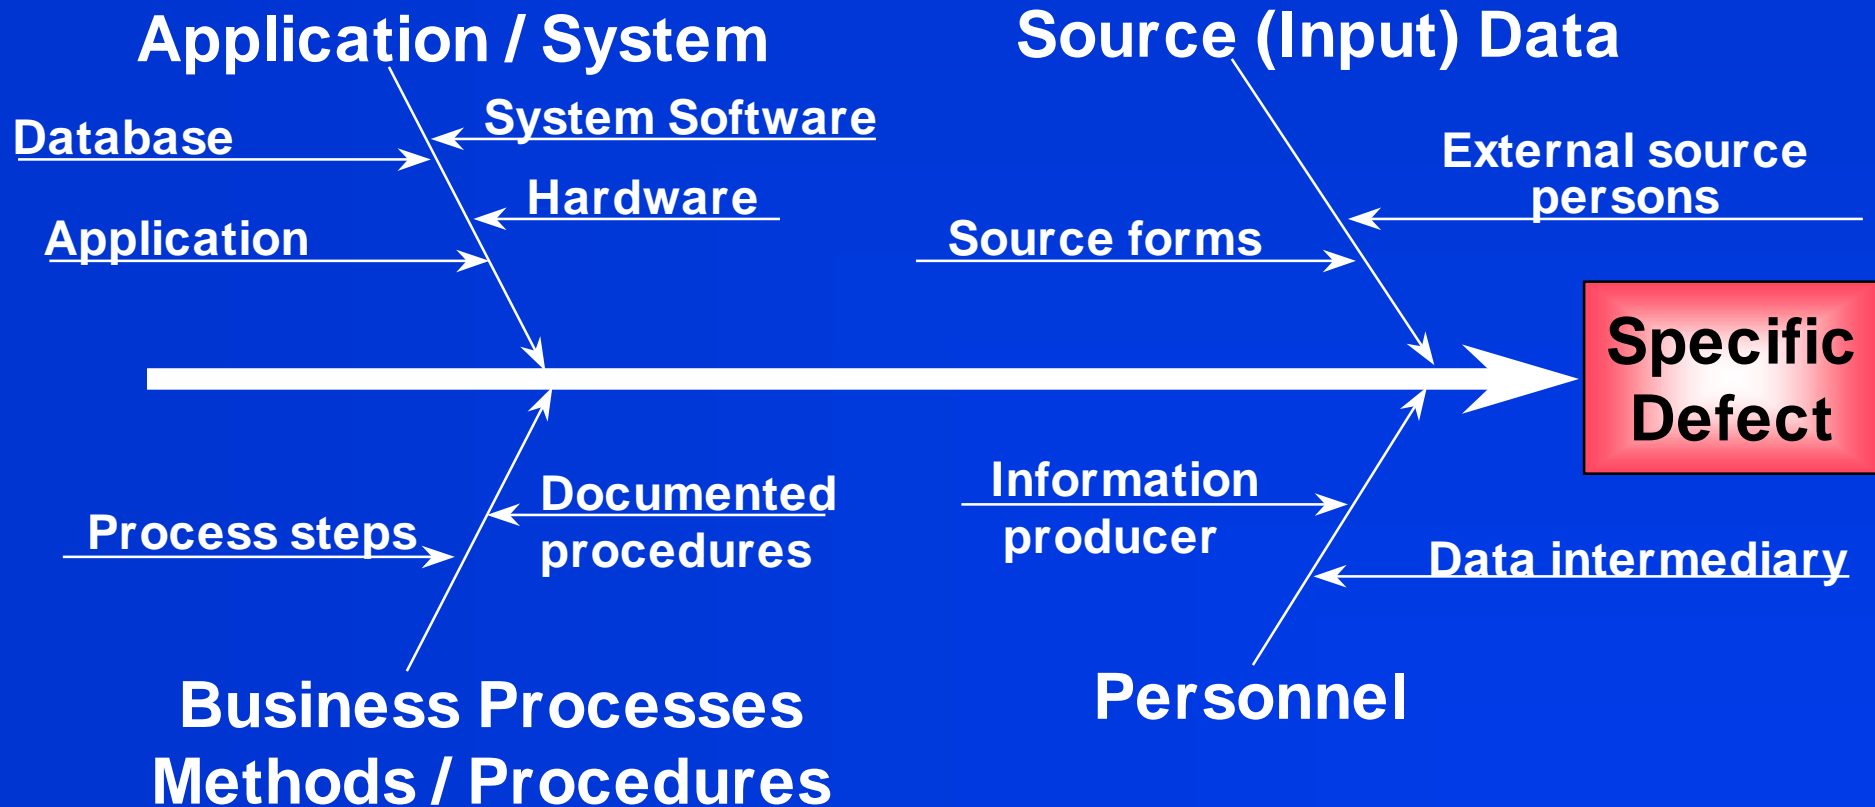 Application / System
Source (Input) Data
Database
System Software
External source
persons
Hardware
Application
Source forms
Specific
Defect
Process steps
Documented
procedures
Information
producer
Data intermediary
Business Processes
Methods / Procedures
Personnel